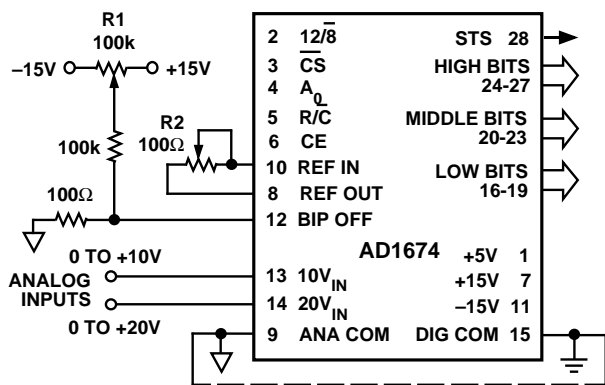 R1
100k
–15V
+15V
100k
R2
100Ω
100Ω
0 TO +10V
ANALOG
INPUTS
0 TO +20V
2 12/8̅
3 C̅S̅
4 A₀
5 R/C̅
6 CE
10 REF IN
8 REF OUT
12 BIP OFF
13 10V_IN
14 20V_IN
9 ANA COM
AD1674
STS 28
HIGH BITS
24-27
MIDDLE BITS
20-23
LOW BITS
16-19
+5V 1
+15V 7
–15V 11
DIG COM 15